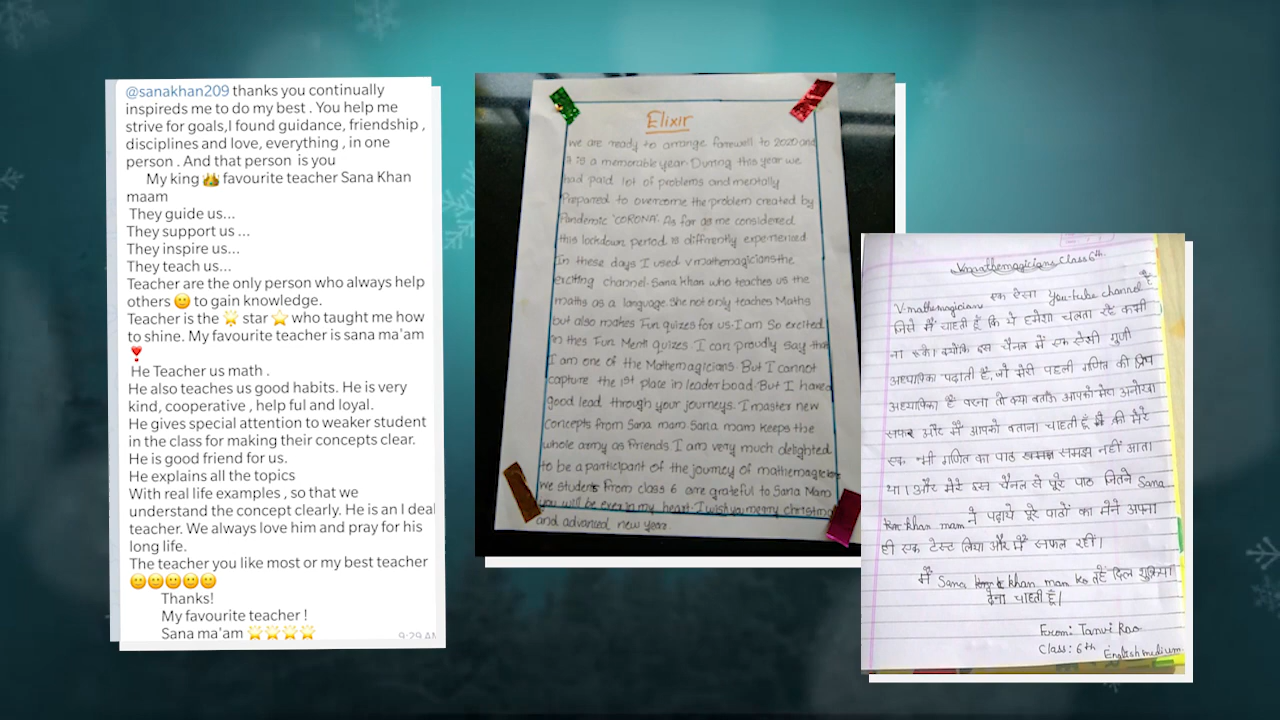 @sanakhan209 thanks you continually
inspireds me to do my best . You help me
strive for goals,I found guidance, friendship ,
disciplines and love, everything , in one
person . And that person is you
My king 👑 favourite teacher Sana Khan
maam
They guide us...
They support us ...
They inspire us...
They teach us...
Teacher are the only person who always help
others 🙂 to gain knowledge.
Teacher is the 🌟 star ⭐ who taught me how
to shine. My favourite teacher is sana ma'am
❣️
He Teacher us math .
He also teaches us good habits. He is very
kind, cooperative , help ful and loyal.
He gives special attention to weaker student
in the class for making their concepts clear.
He is good friend for us.
He explains all the topics
With real life examples , so that we
understand the concept clearly. He is an I deal
teacher. We always love him and pray for his
long life.
The teacher you like most or my best teacher
🙂🙂🙂🙂🙂
Thanks!
My favourite teacher !
Sana ma'am 🌟🌟🌟🌟
9:29 AM
Elixir
we are ready to arrange farewell to 2020 and
it is a memorable year. During this year we
had paid lot of problems and mentally
Prepared to overcome the problem created by
Pandemic 'CORONA'. As far as me considered
this lockdown period is differently experienced
In these days I used vmathemagicians the
exciting channel. Sana khan who teaches us the
maths as a language. She not only teaches Maths
but also makes Fun quizes for us. I am So excited
in thes Fun Ment quizes I can proudly say that
I am one of the Mathemagicians. But I cannot
capture the 1st place in leaderboad. But I have a
good lead through your journeys. I master new
concepts from Sana mam Sana mam keeps the
whole army as friends I am very much delighted
to be a participant of the journey of mathemagicians
we students from class 6 are grateful to Sana Mam
you will be ever in my heart. I wish you merry christmas
and advanced new year.
Vmathemagicians Class 6th
V-mathemagician एक ऐसा You-tube channel है
जिसे मैं चाहती हूँ कि ये हमेशा चलता रहे कभी
ना रुके। क्योंकि इस चैनल में एक ऐसी गुणी
अध्यापिका पढ़ाती है, जो मेरी पहली गणित की प्रिय
अध्यापिका है वरना तो क्या बताऊं आपको मेरा अनोखा
सफर और मैं आपको बताना चाहती हूँ की मेरे
एक भी गणित का पाठ समझ नहीं आता
था। और मेरे इस चैनल से पूरे पाठ जितने Sana
khan mam ने पढ़ाये पूरे पाठों का मैंने अपना
ही एक टेस्ट लिया और मैं सफल रही।
मैं Sana khan mam ko तहें दिल शुक्रिया
देना चाहती हूँ।
From: Tanvi Rao
Class: 6th
English medium